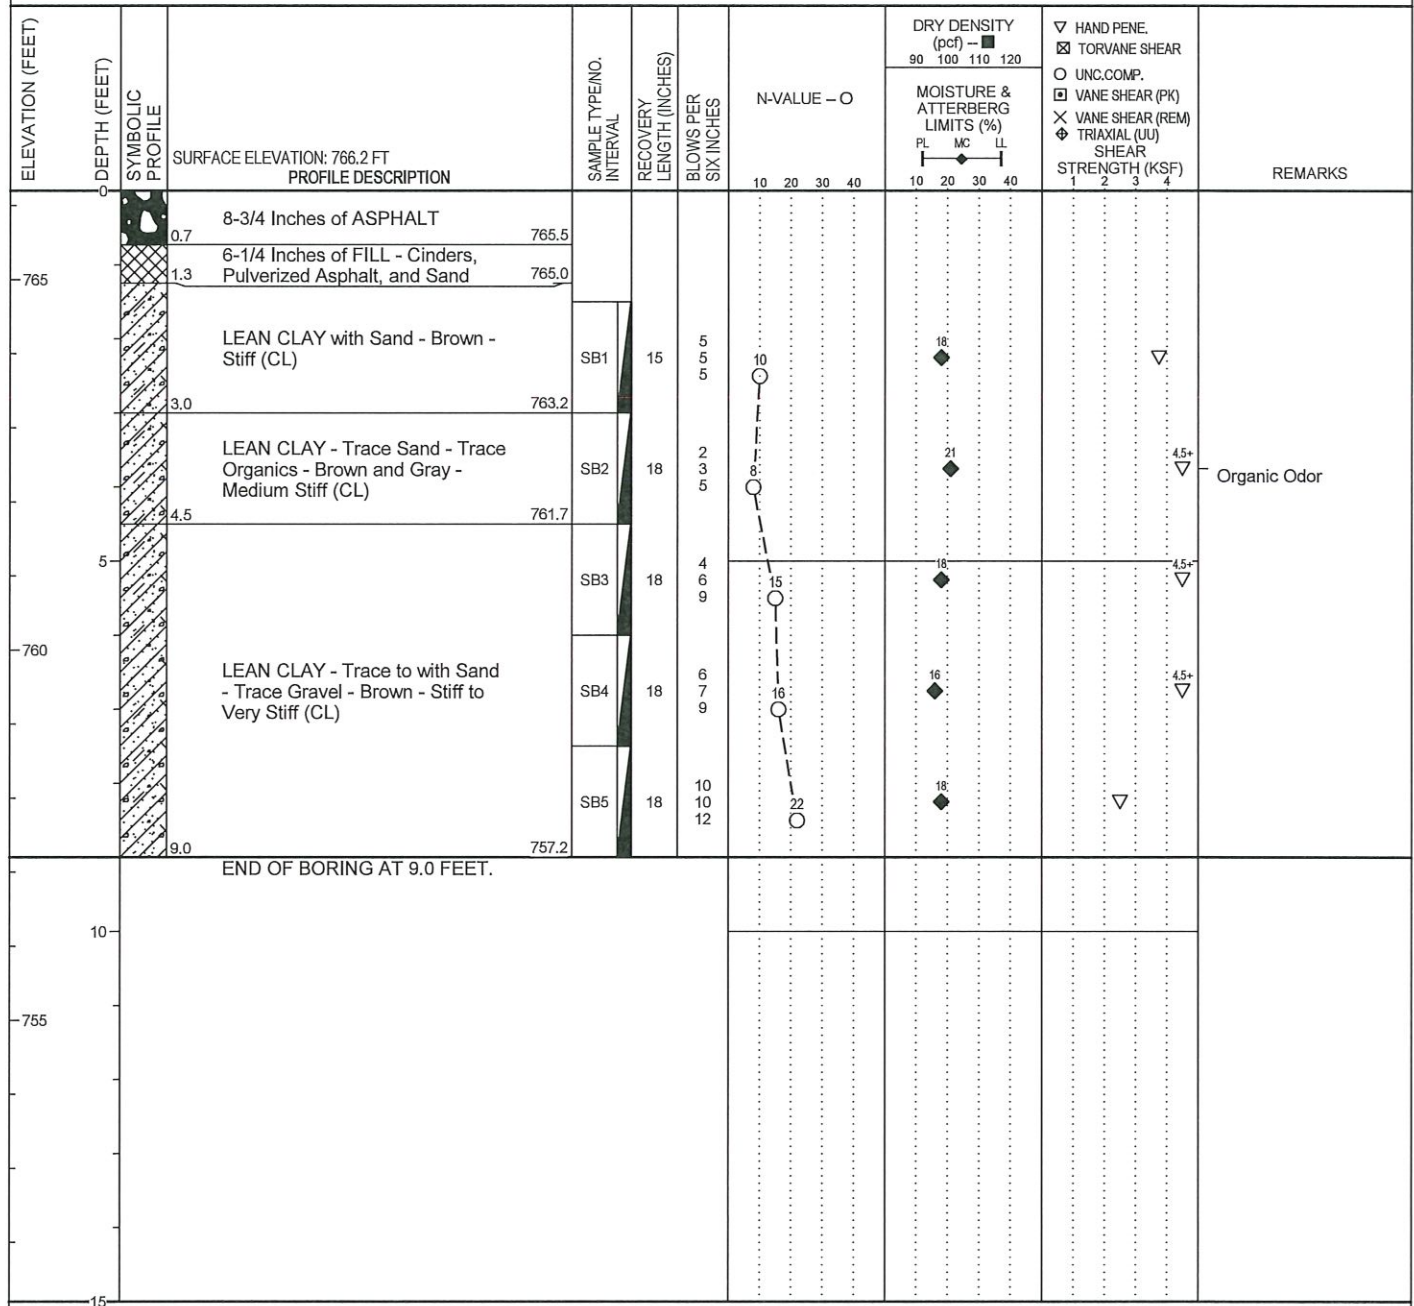 ELEVATION (FEET)
DEPTH (FEET)
SYMBOLIC
PROFILE
SURFACE ELEVATION: 766.2 FT
PROFILE DESCRIPTION
SAMPLE TYPE/NO.
INTERVAL
RECOVERY
LENGTH (INCHES)
BLOWS PER
SIX INCHES
N-VALUE – O
10 20 30 40
DRY DENSITY
(pcf) -- ■
90 100 110 120
MOISTURE &
ATTERBERG
LIMITS (%)
PL MC LL
10 20 30 40
▽ HAND PENE.
⊠ TORVANE SHEAR
○ UNC.COMP.
⊡ VANE SHEAR (PK)
✕ VANE SHEAR (REM)
TRIAXIAL (UU)
SHEAR
STRENGTH (KSF)
1 2 3 4
REMARKS
0
8-3/4 Inches of ASPHALT
0.7 765.5
6-1/4 Inches of FILL - Cinders,
Pulverized Asphalt, and Sand
1.3 765.0
765
LEAN CLAY with Sand - Brown -
Stiff (CL)
SB1 15
5
5
5
10
18
3.0 763.2
LEAN CLAY - Trace Sand - Trace
Organics - Brown and Gray -
Medium Stiff (CL)
SB2 18
2
3
5
8
21
4.5+
Organic Odor
4.5 761.7
5
SB3 18
4
6
9
15
18
4.5+
760
LEAN CLAY - Trace to with Sand
- Trace Gravel - Brown - Stiff to
Very Stiff (CL)
SB4 18
6
7
9
16
16
4.5+
SB5 18
10
10
12
22
18
9.0 757.2
END OF BORING AT 9.0 FEET.
10
755
15